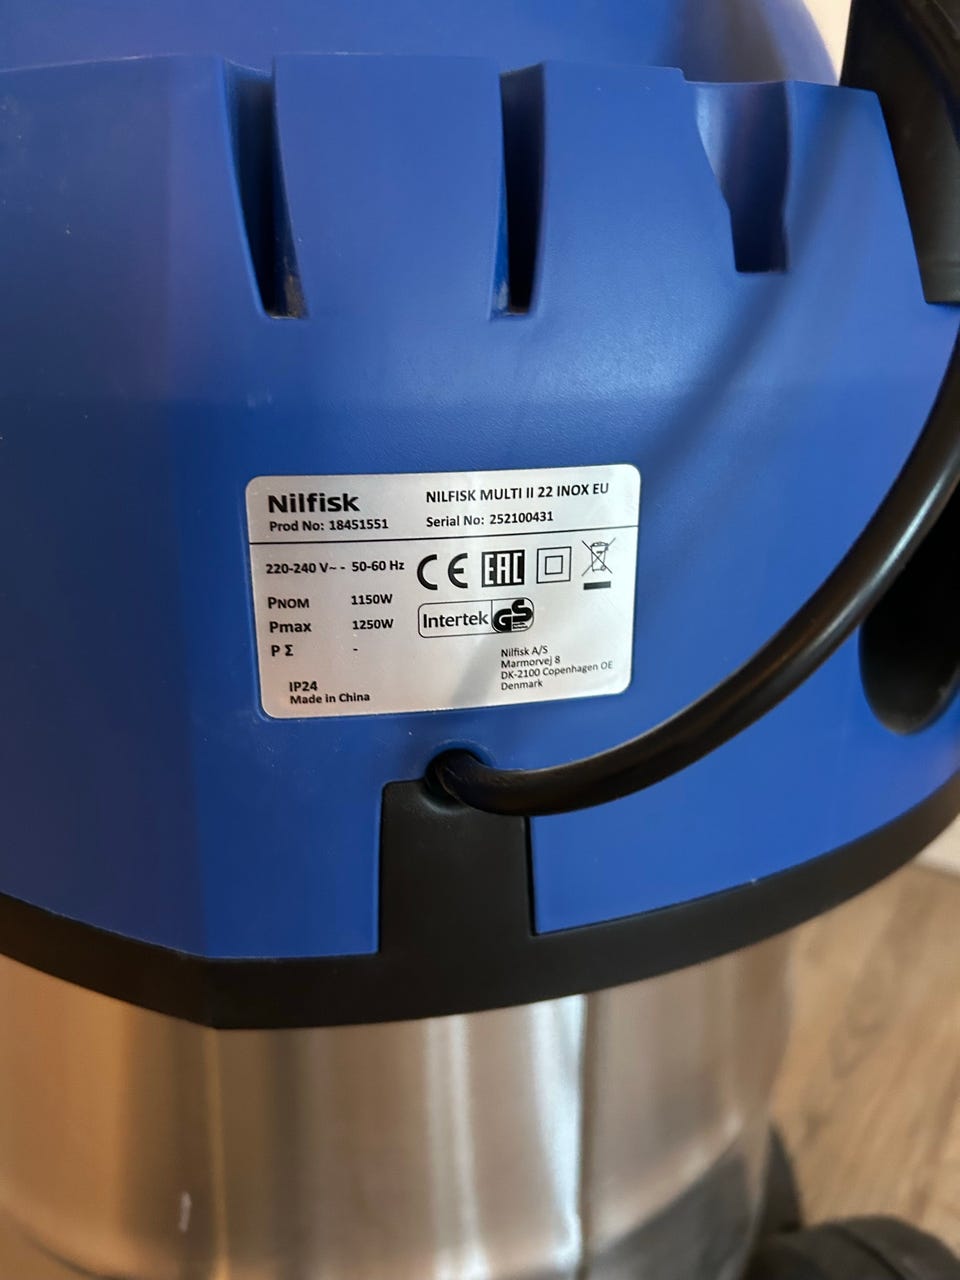 Nilfisk
NILFISK MULTI II 22 INOX EU
Prod No: 18451551
Serial No: 252100431
220-240 V~ - 50-60 Hz
CE EAC
PNOM 1150W
Pmax 1250W
P Σ -
Intertek GS
IP24
Made in China
Nilfisk A/S
Marmorvej 8
DK-2100 Copenhagen OE
Denmark